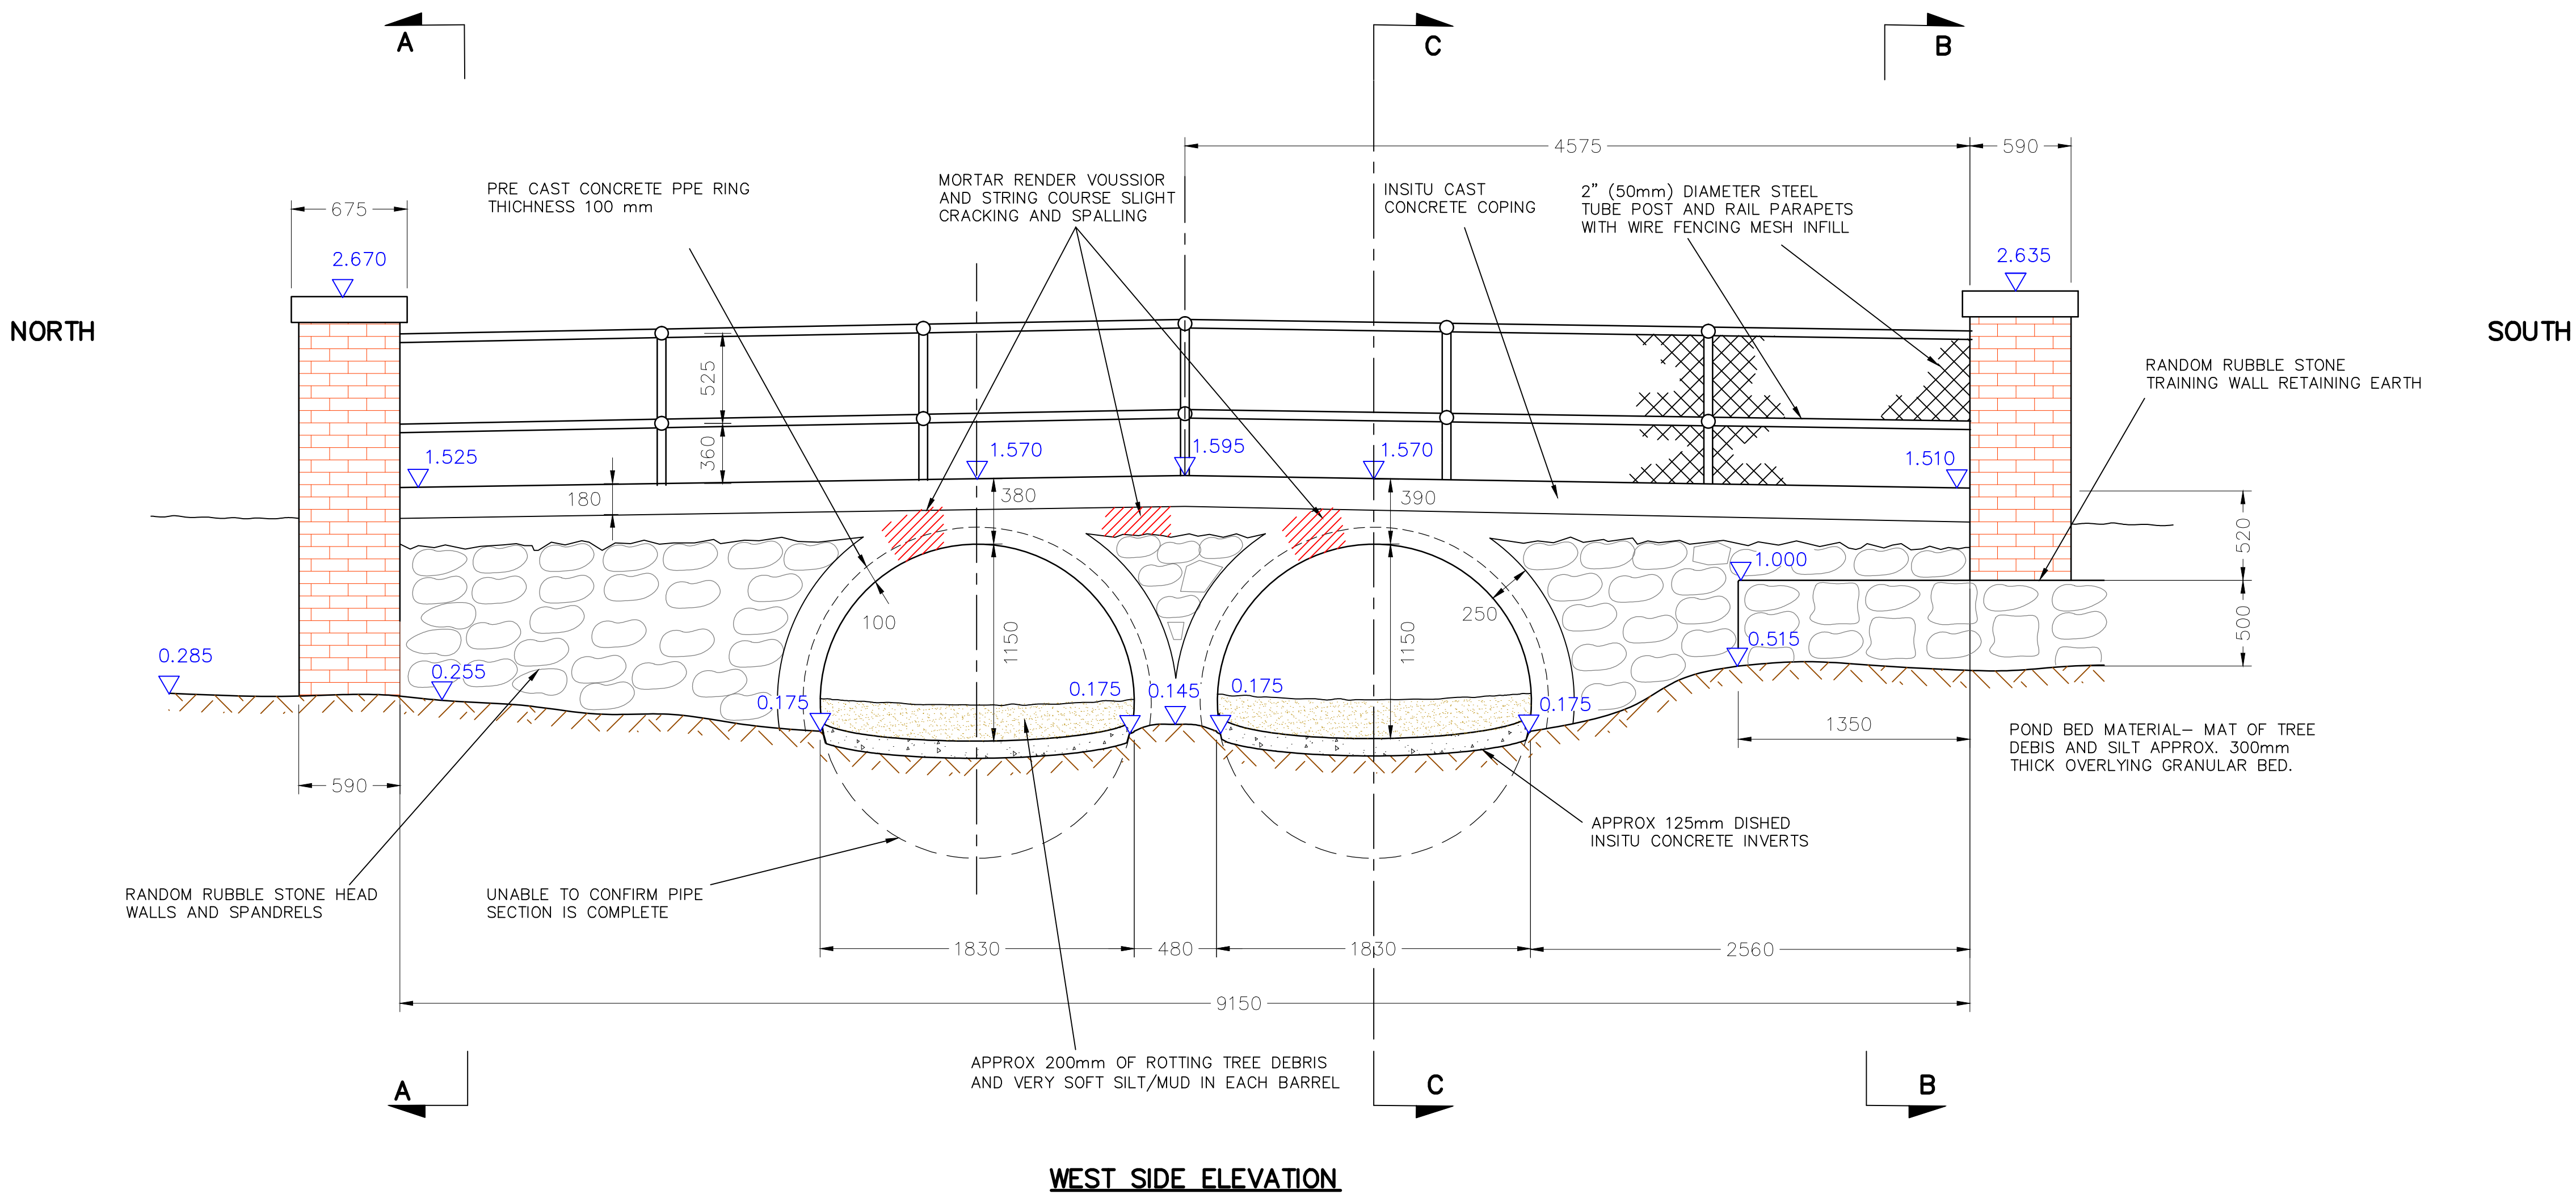 A
C
B
4575
590
PRE CAST CONCRETE PPE RING
THICHNESS 100 mm
MORTAR RENDER VOUSSIOR
AND STRING COURSE SLIGHT
CRACKING AND SPALLING
INSITU CAST
CONCRETE COPING
2" (50mm) DIAMETER STEEL
TUBE POST AND RAIL PARAPETS
WITH WIRE FENCING MESH INFILL
675
2.670
2.635
NORTH
SOUTH
RANDOM RUBBLE STONE
TRAINING WALL RETAINING EARTH
525
360
1.525
1.570
1.595
1.570
1.510
180
380
390
520
1.000
100
1150
1150
250
500
0.285
0.255
0.515
0.175
0.175
0.145
0.175
0.175
1350
POND BED MATERIAL– MAT OF TREE
DEBIS AND SILT APPROX. 300mm
THICK OVERLYING GRANULAR BED.
590
APPROX 125mm DISHED
INSITU CONCRETE INVERTS
RANDOM RUBBLE STONE HEAD
WALLS AND SPANDRELS
UNABLE TO CONFIRM PIPE
SECTION IS COMPLETE
1830
480
1830
2560
9150
APPROX 200mm OF ROTTING TREE DEBRIS
AND VERY SOFT SILT/MUD IN EACH BARREL
A
C
B
WEST SIDE ELEVATION